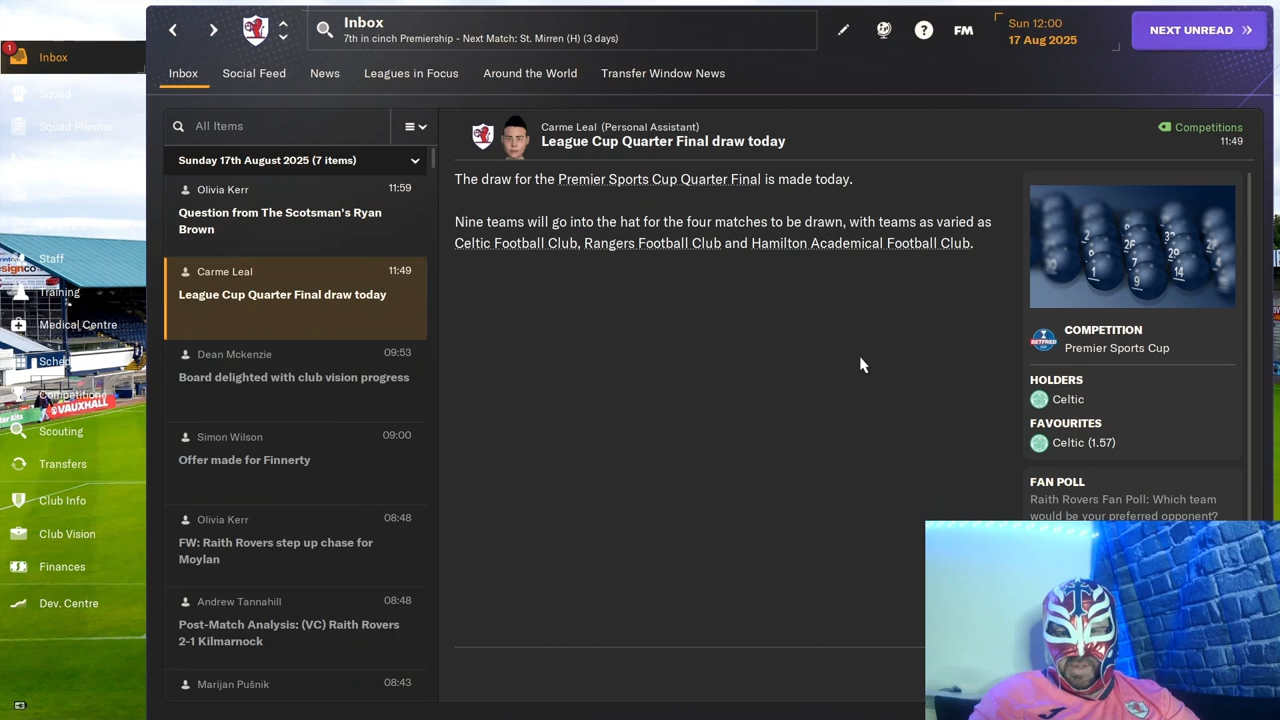 Inbox
7th in cinch Premiership - Next Match: St. Mirren (H) (3 days)
FM
Sun 12:00
17 Aug 2025
NEXT UNREAD
1
Inbox
Squad
Squad Planner
Staff
Training
Medical Centre
Sched
Competitions
Scouting
Transfers
Club Info
Club Vision
Finances
Dev. Centre
VAUXHALL
Inbox
Social Feed
News
Leagues in Focus
Around the World
Transfer Window News
All Items
Sunday 17th August 2025 (7 items)
Olivia Kerr 11:59
Question from The Scotsman's Ryan
Brown
Carme Leal 11:49
League Cup Quarter Final draw today
Dean Mckenzie 09:53
Board delighted with club vision progress
Simon Wilson 09:00
Offer made for Finnerty
Olivia Kerr 08:48
FW: Raith Rovers step up chase for
Moylan
Andrew Tannahill 08:48
Post-Match Analysis: (VC) Raith Rovers
2-1 Kilmarnock
Marijan Pušnik 08:43
Carme Leal (Personal Assistant)
League Cup Quarter Final draw today
Competitions
11:49
The draw for the Premier Sports Cup Quarter Final is made today.
Nine teams will go into the hat for the four matches to be drawn, with teams as varied as
Celtic Football Club, Rangers Football Club and Hamilton Academical Football Club.
COMPETITION
Premier Sports Cup
HOLDERS
Celtic
FAVOURITES
Celtic (1.57)
FAN POLL
Raith Rovers Fan Poll: Which team
would be your preferred opponent?